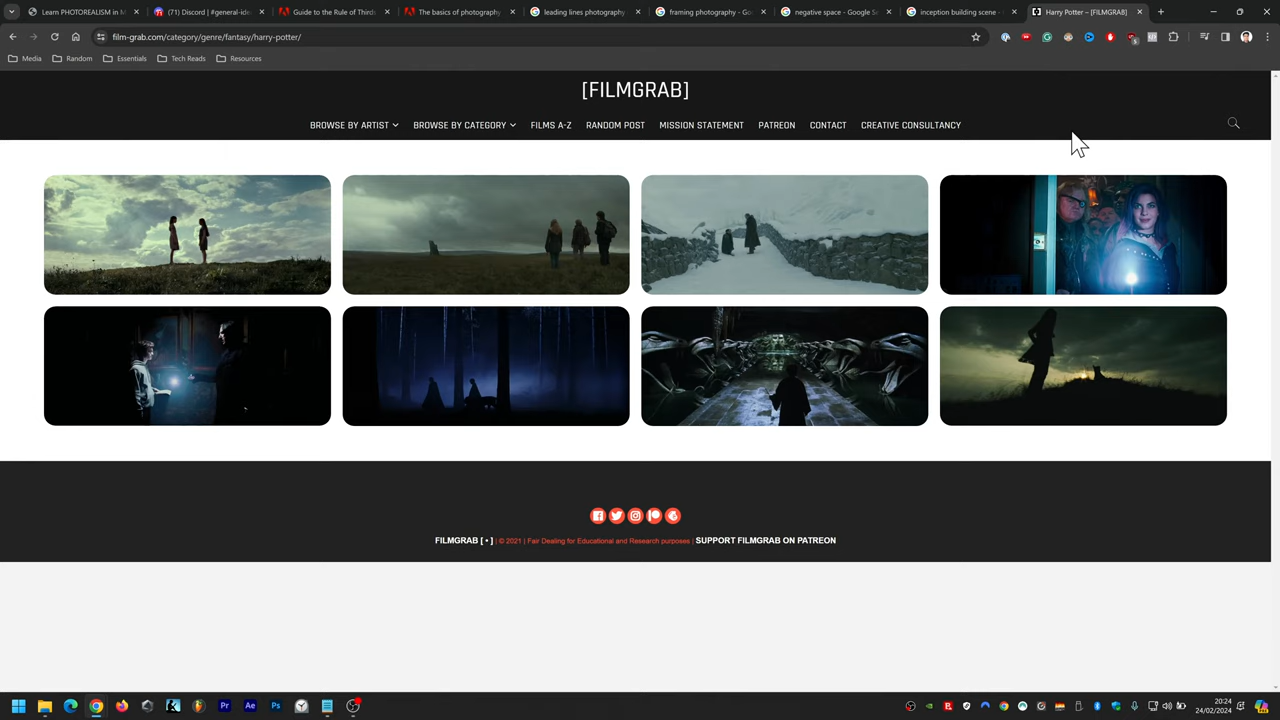 Learn PHOTOREALISM in M
(71) Discord | #general-ide
Guide to the Rule of Thirds
The basics of photography
leading lines photography
framing photography - Goo
negative space - Google Se
inception building scene -
Harry Potter – [FILMGRAB]
film-grab.com/category/genre/fantasy/harry-potter/
Media
Random
Essentials
Tech Reads
Resources
[FILMGRAB]
BROWSE BY ARTIST
BROWSE BY CATEGORY
FILMS A-Z
RANDOM POST
MISSION STATEMENT
PATREON
CONTACT
CREATIVE CONSULTANCY
FILMGRAB [ • ] | © 2021 | Fair Dealing for Educational and Research purposes | SUPPORT FILMGRAB ON PATREON
Pr
Ae
Ps
20:24
24/02/2024